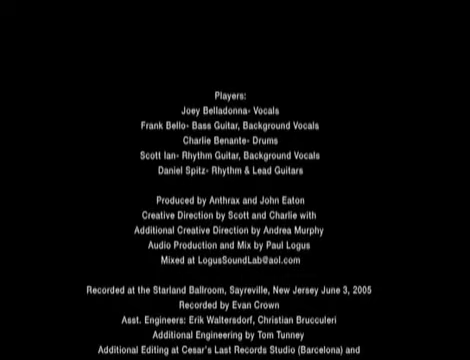 Players:
Joey Belladonna- Vocals
Frank Bello- Bass Guitar, Background Vocals
Charlie Benante- Drums
Scott Ian- Rhythm Guitar, Background Vocals
Daniel Spitz- Rhythm & Lead Guitars
Produced by Anthrax and John Eaton
Creative Direction by Scott and Charlie with
Additional Creative Direction by Andrea Murphy
Audio Production and Mix by Paul Logus
Mixed at LogusSoundLab@aol.com
Recorded at the Starland Ballroom, Sayreville, New Jersey June 3, 2005
Recorded by Evan Crown
Asst. Engineers: Erik Waltersdorf, Christian Brucculeri
Additional Engineering by Tom Tunney
Additional Editing at Cesar's Last Records Studio (Barcelona) and